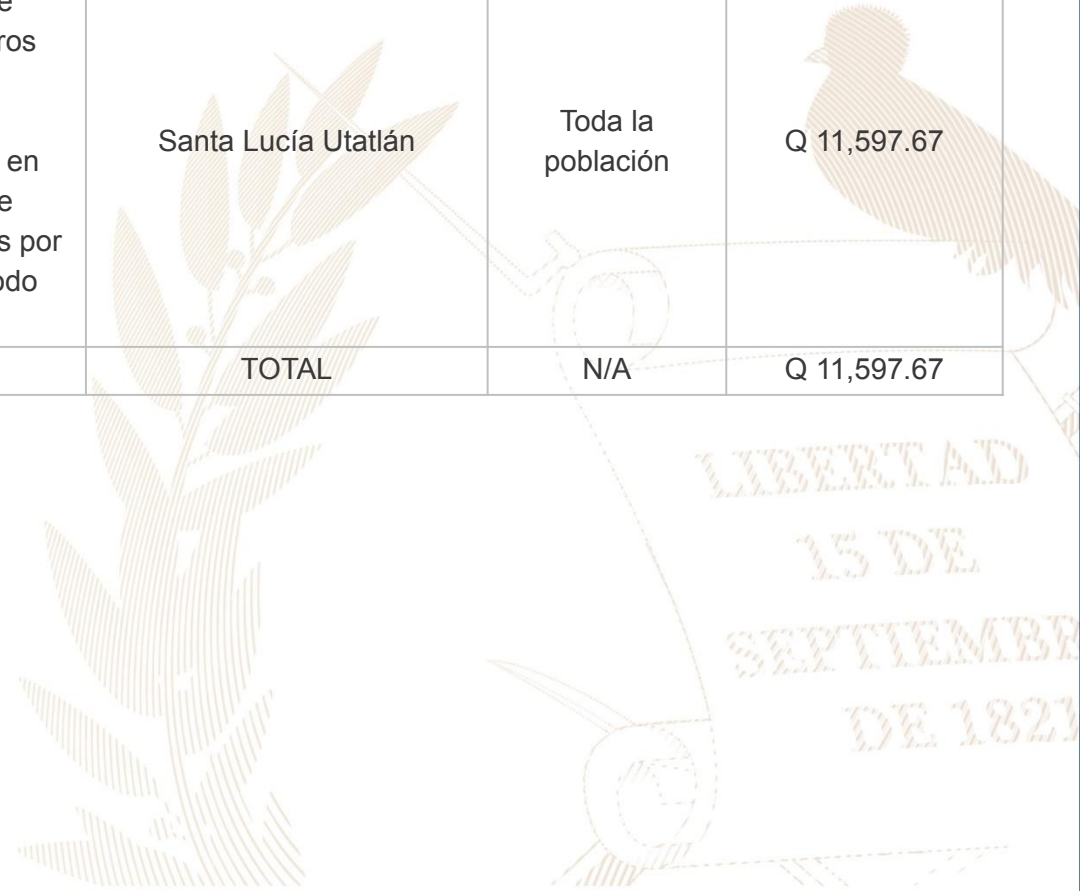 ros
en
e
s por
odo
Santa Lucía Utatlán
Toda la
población
Q 11,597.67
TOTAL
N/A
Q 11,597.67
LIBERTAD
15 DE
SEPTIEMBR
DE 1821